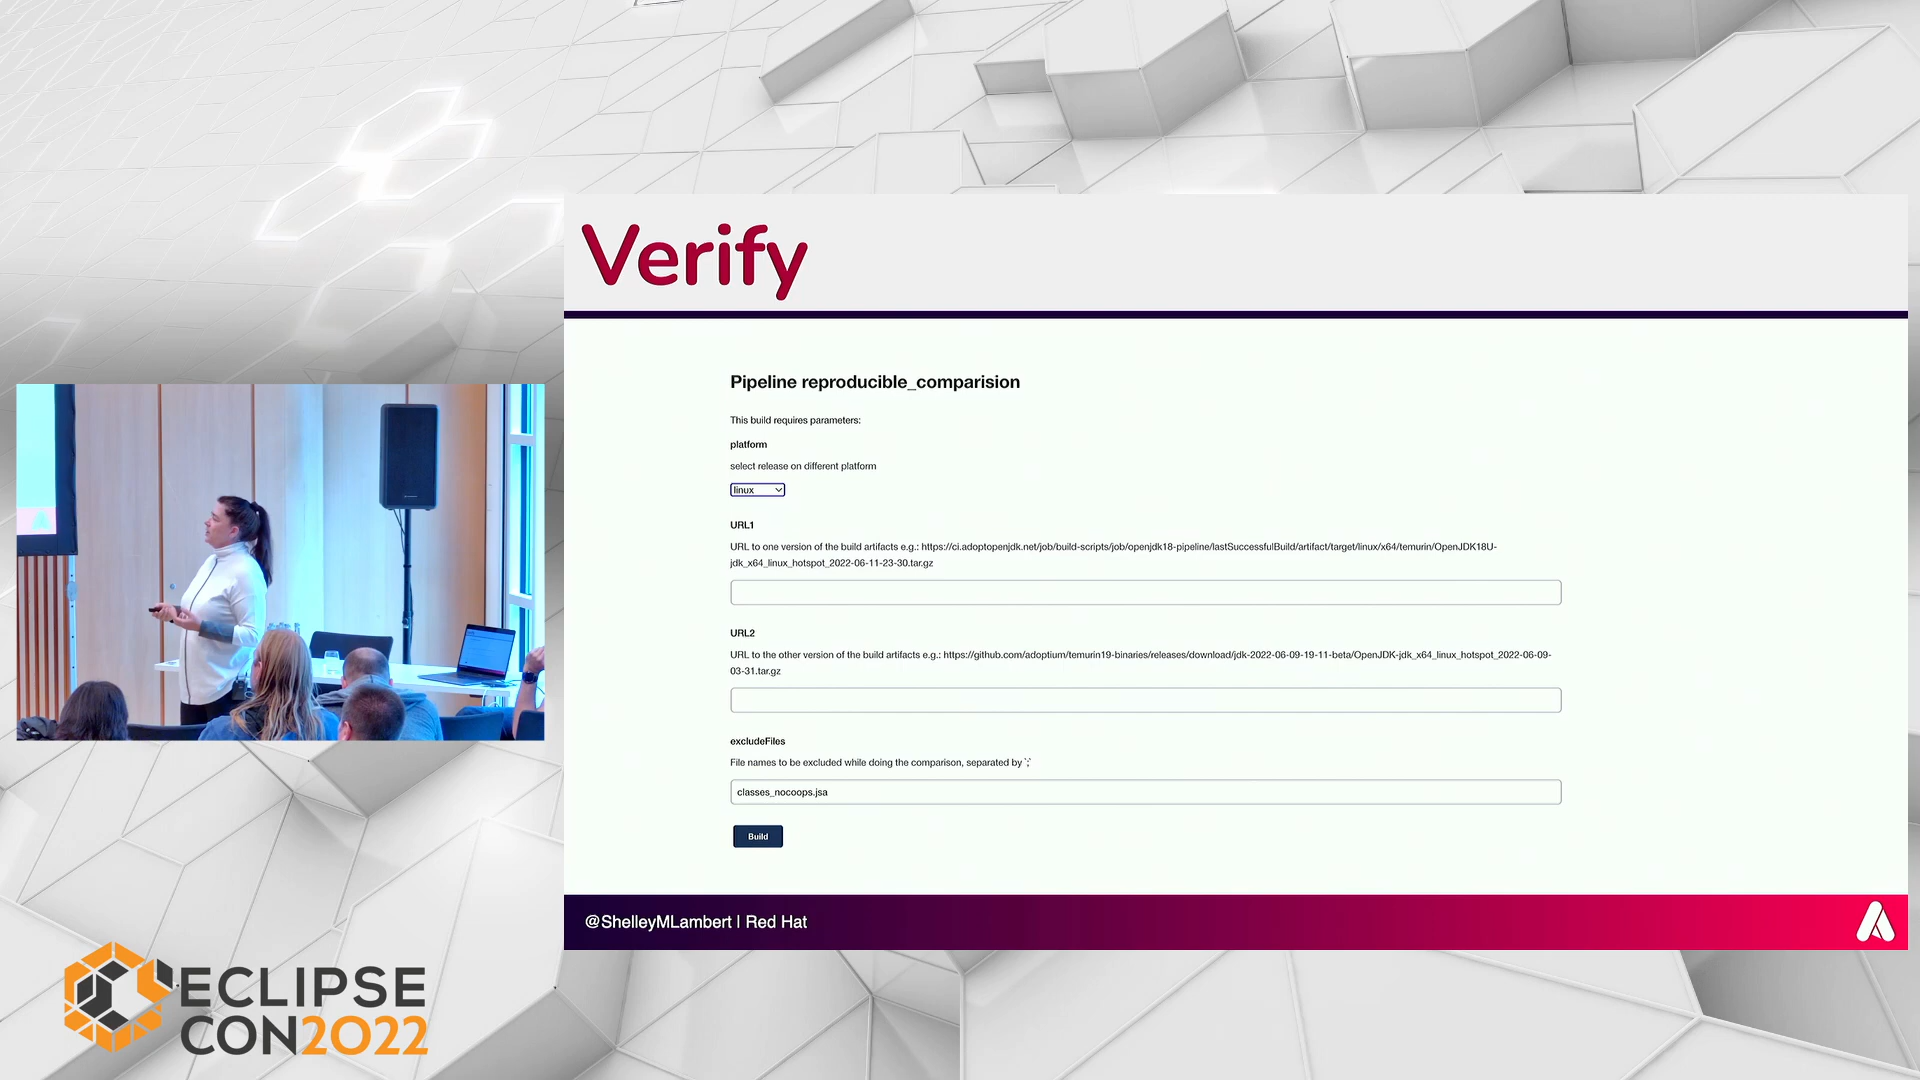 Verify
Pipeline reproducible_comparision
This build requires parameters:
platform
select release on different platform
linux
URL1
URL to one version of the build artifacts e.g.: https://ci.adoptopenjdk.net/job/build-scripts/job/openjdk18-pipeline/lastSuccessfulBuild/artifact/target/linux/x64/temurin/OpenJDK18U-
jdk_x64_linux_hotspot_2022-06-11-23-30.tar.gz
URL2
URL to the other version of the build artifacts e.g.: https://github.com/adoptium/temurin19-binaries/releases/download/jdk-2022-06-09-19-11-beta/OpenJDK-jdk_x64_linux_hotspot_2022-06-09-
03-31.tar.gz
excludeFiles
File names to be excluded while doing the comparison, separated by `;`
classes_nocoops.jsa
Build
@ShelleyMLambert | Red Hat
ECLIPSE
CON2022